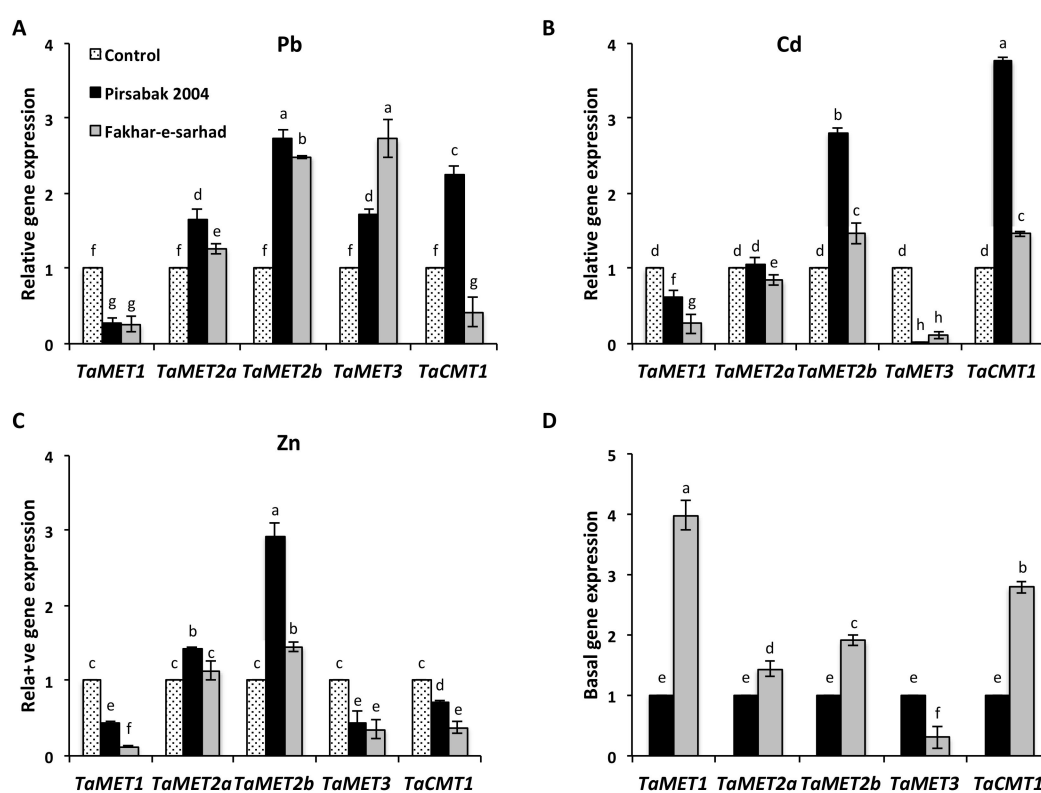 A
Pb
4
3
2
1
0
Relative gene expression
Control
Pirsabak 2004
Fakhar-e-sarhad
f g g f d e f a b f d a f c g
TaMET1 TaMET2a TaMET2b TaMET3 TaCMT1
B
Cd
4
3
2
1
0
Relative gene expression
d f g d d e d b c d h h d a c
TaMET1 TaMET2a TaMET2b TaMET3 TaCMT1
C
Zn
4
3
2
1
0
Rela+ve gene expression
c e f c b c c a b c e e c d e
TaMET1 TaMET2a TaMET2b TaMET3 TaCMT1
D
5
4
3
2
1
0
Basal gene expression
e a e d e c e f e b
TaMET1 TaMET2a TaMET2b TaMET3 TaCMT1